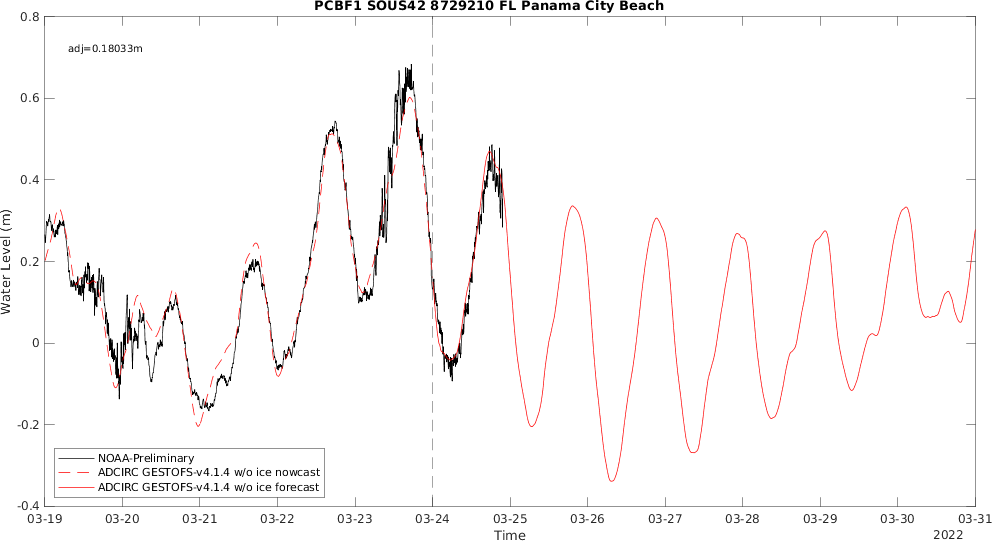 PCBF1 SOUS42 8729210 FL Panama City Beach
adj=0.18033m
0.8
0.6
0.4
0.2
0
-0.2
-0.4
Water Level (m)
NOAA-Preliminary
ADCIRC GESTOFS-v4.1.4 w/o ice nowcast
ADCIRC GESTOFS-v4.1.4 w/o ice forecast
03-19 03-20 03-21 03-22 03-23 03-24 03-25 03-26 03-27 03-28 03-29 03-30 03-31
Time
2022